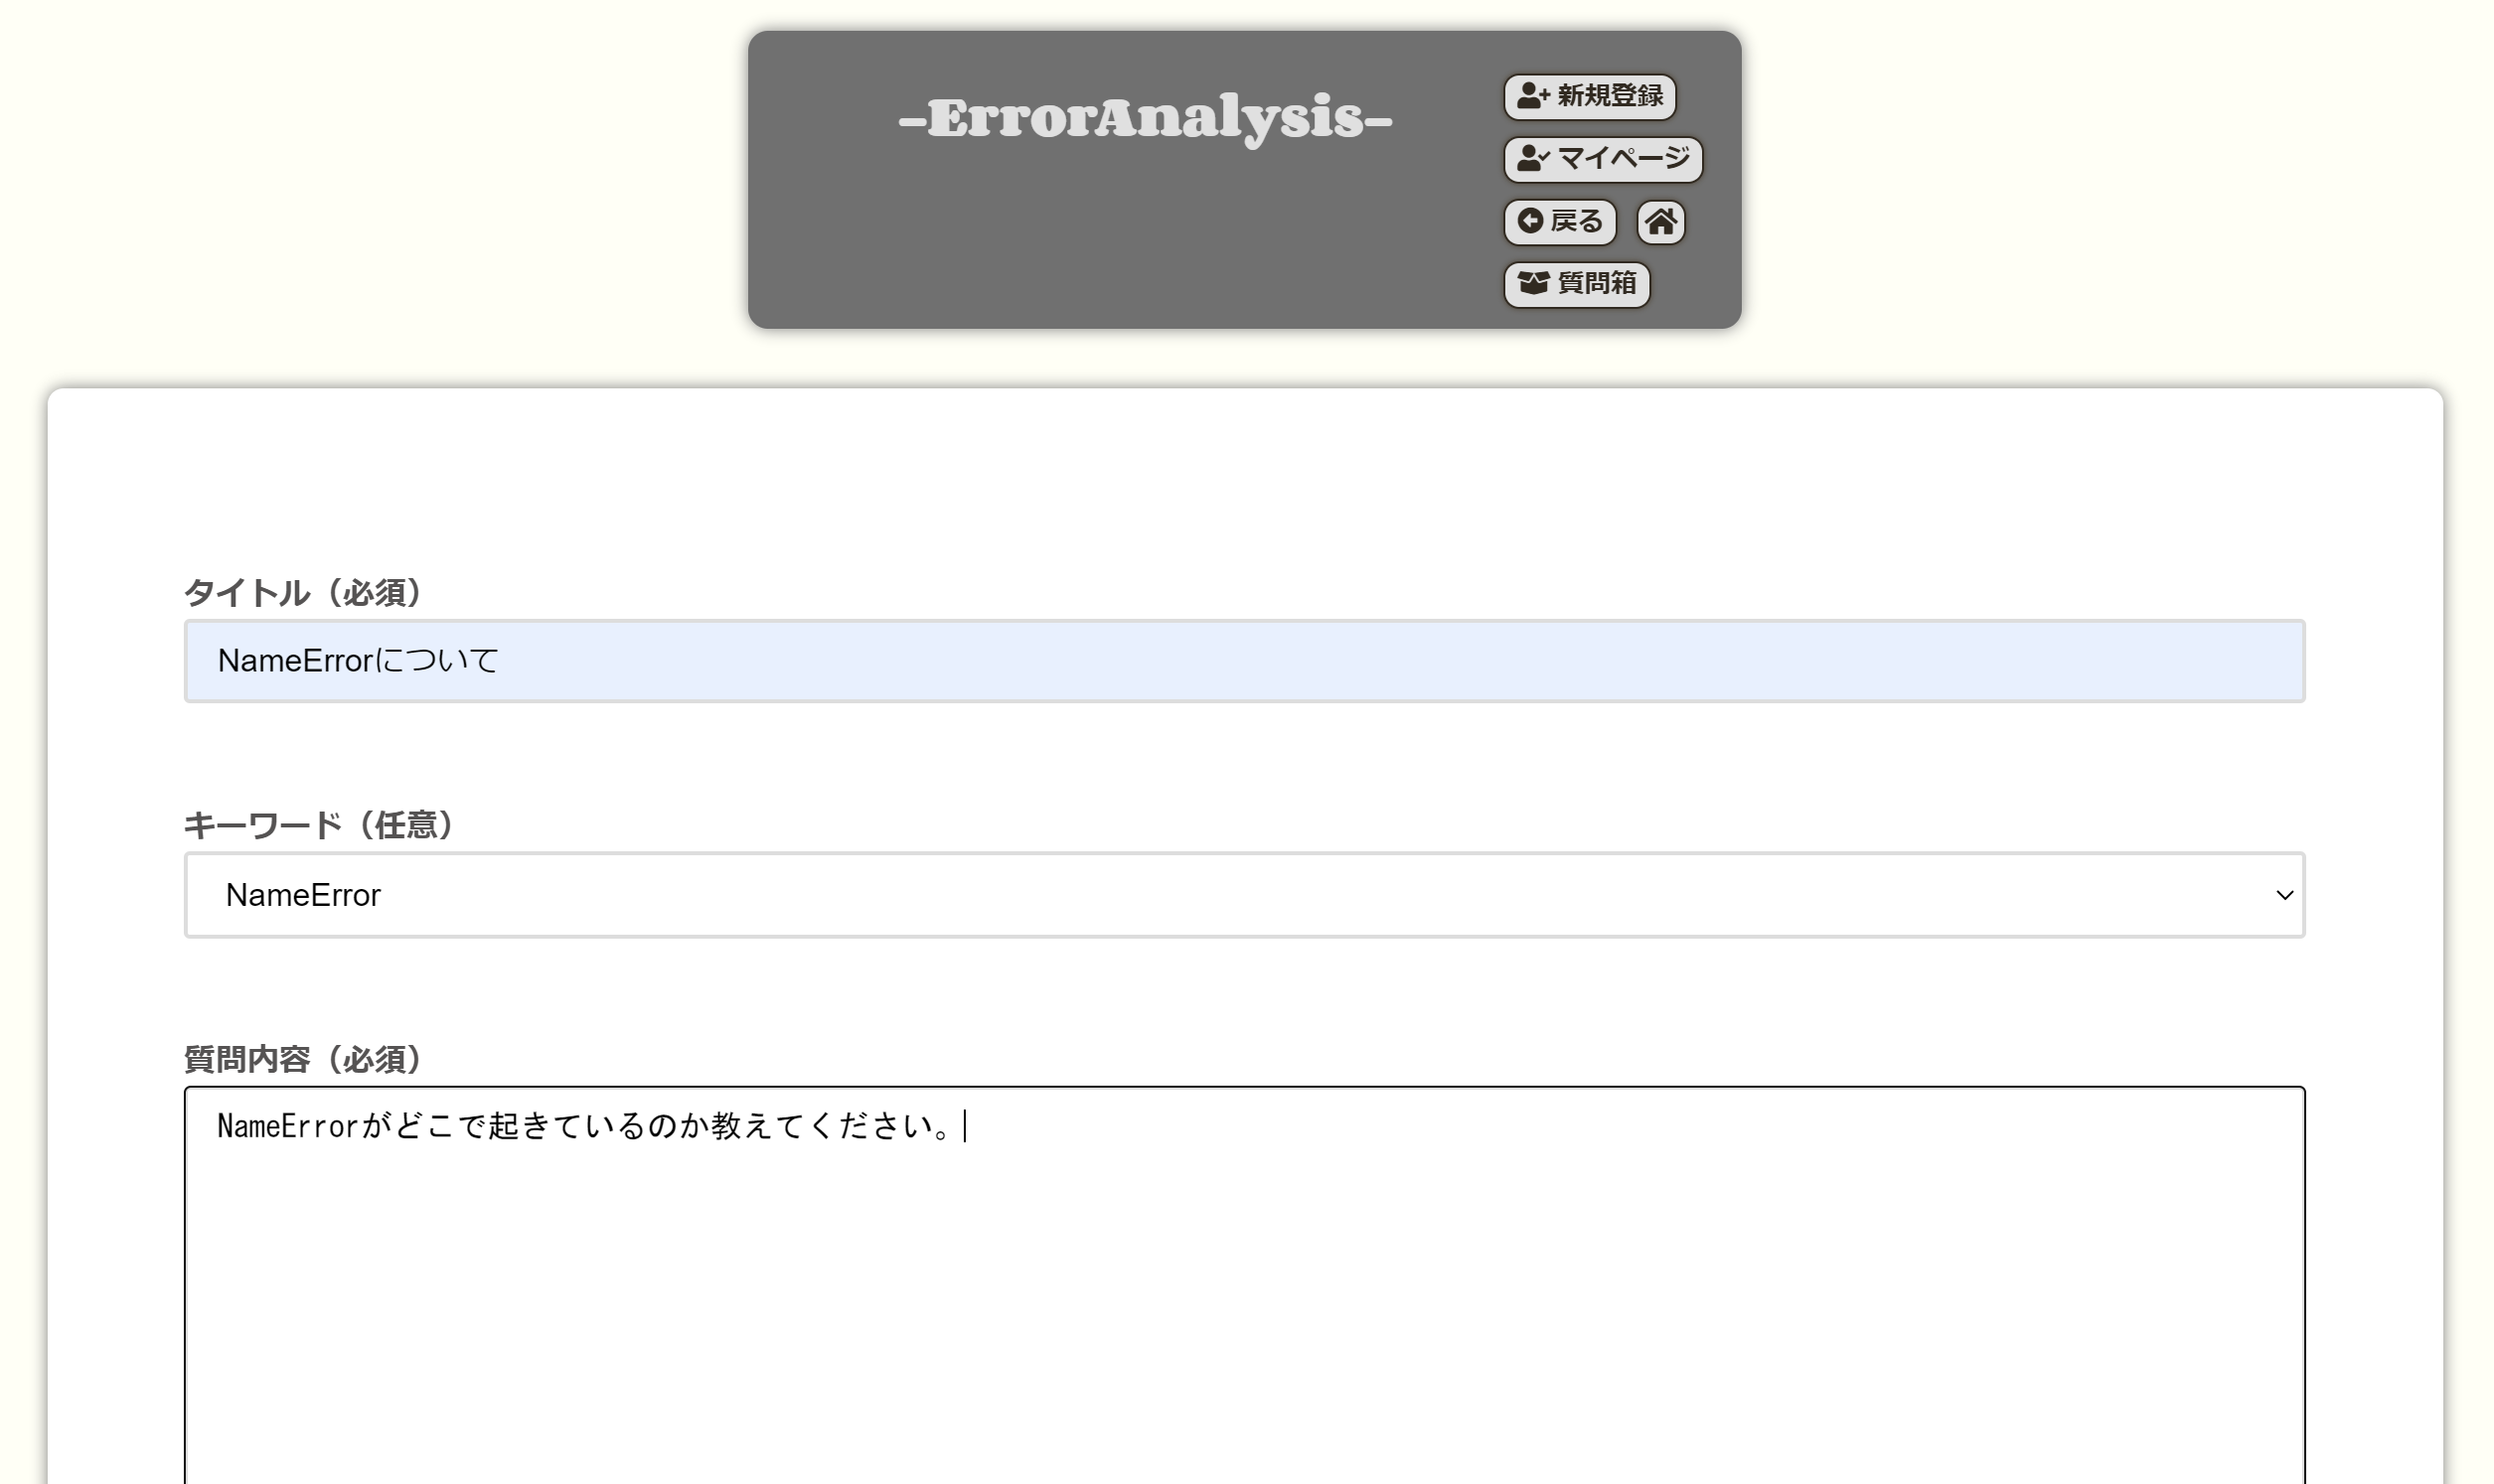 -ErrorAnalysis-
新規登録
マイページ
戻る
質問箱
タイトル（必須）
NameErrorについて
キーワード（任意）
NameError
質問内容（必須）
NameErrorがどこで起きているのか教えてください。